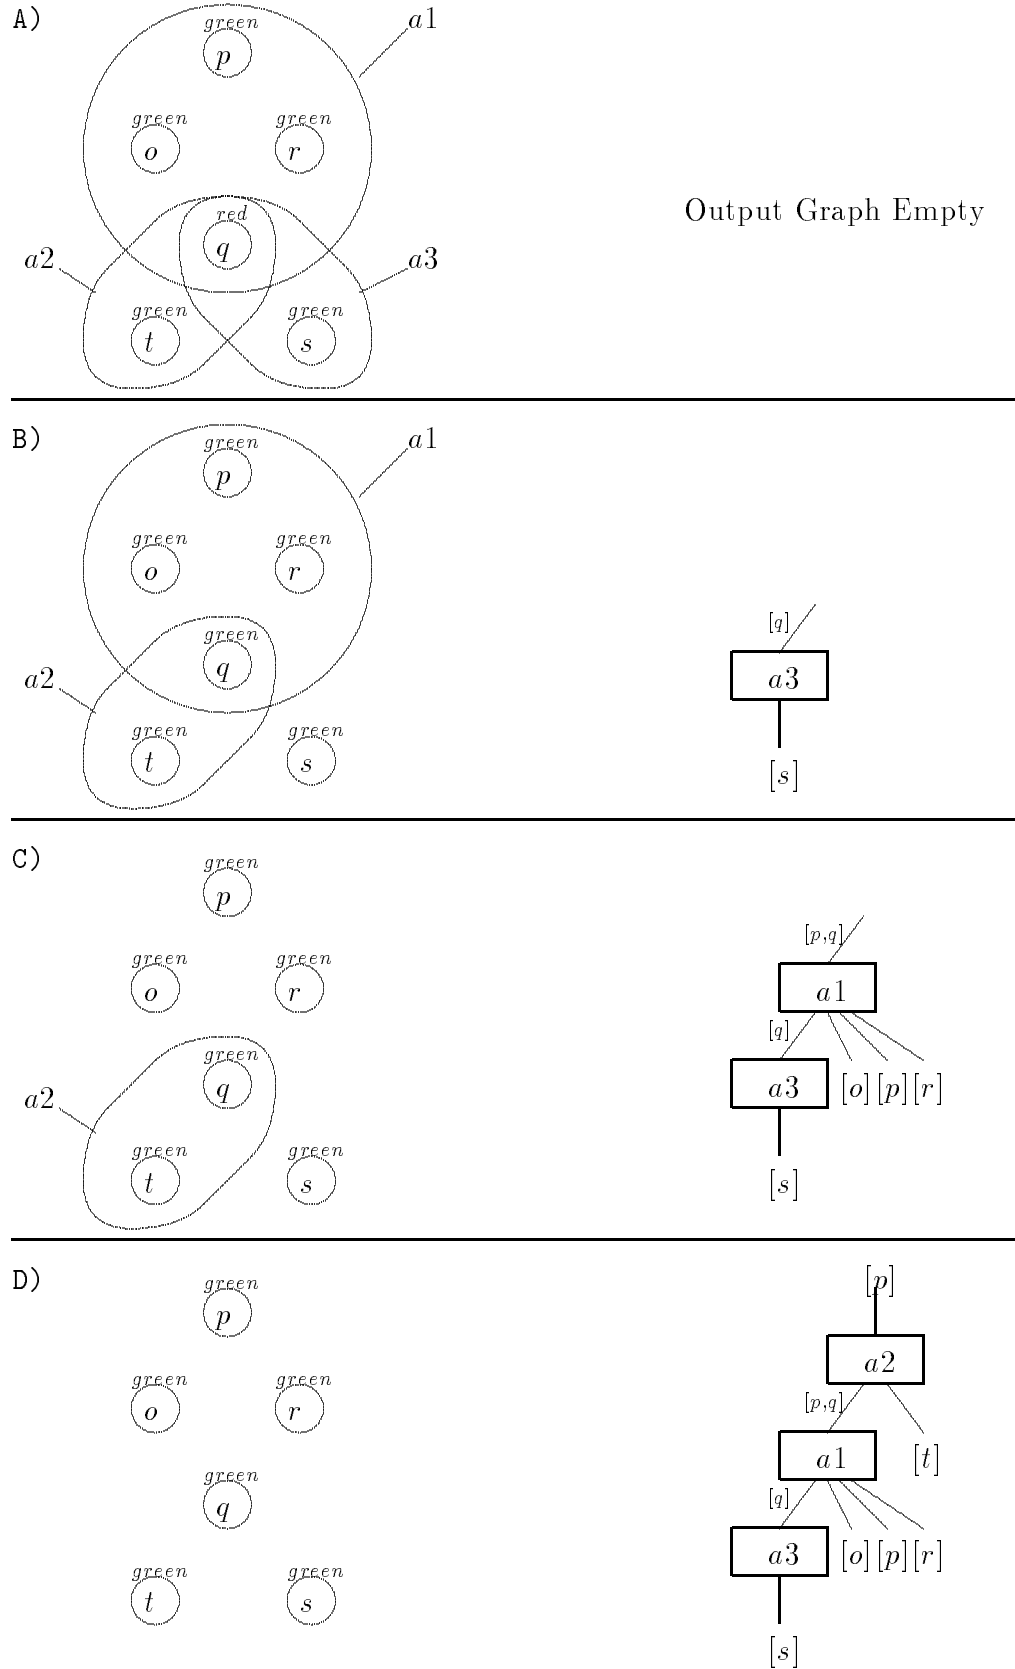 A)
green
a1
p
green
green
o
r
red
Output Graph Empty
q
a2
a3
green
green
t
s
B)
green
a1
p
green
green
o
r
green
[q]
q
a2
a3
green
green
t
s
[s]
C)
green
p
[p,q]
green
green
o
r
a1
green
[q]
q
a2
a3
[o] [p] [r]
green
green
t
s
[s]
D)
green
[p]
p
a2
green
green
[p,q]
o
r
a1
[t]
green
[q]
q
a3
[o] [p] [r]
green
green
t
s
[s]